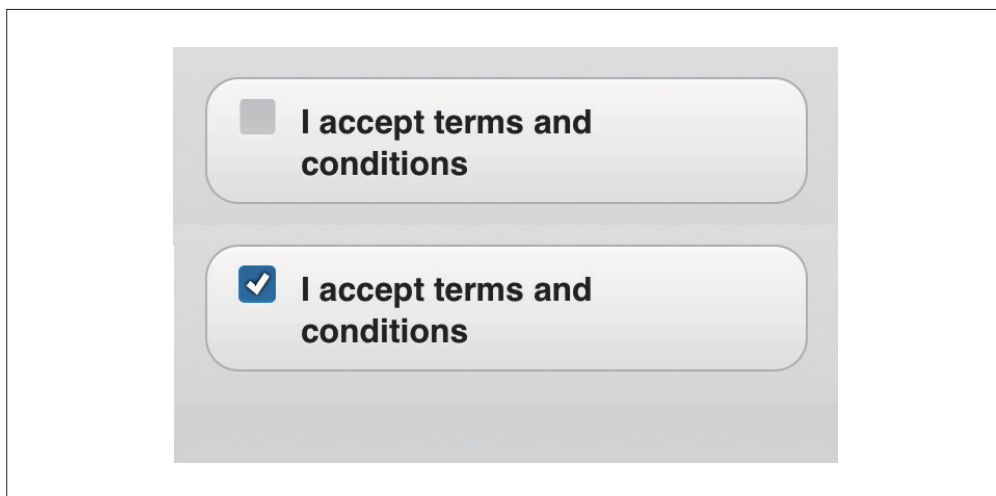 I accept terms and
conditions
I accept terms and
conditions